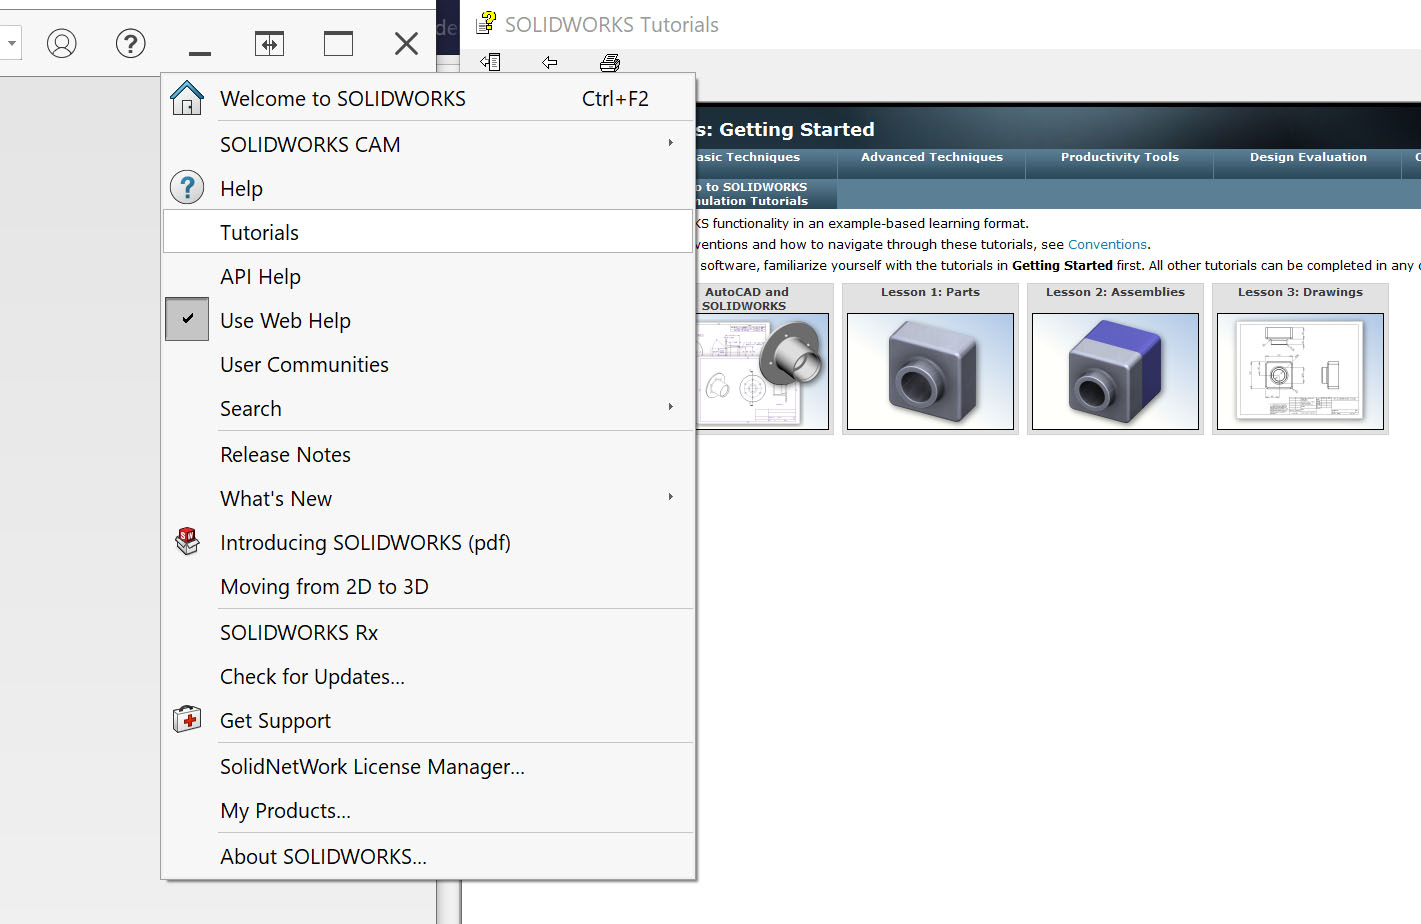 de
SOLIDWORKS Tutorials
Welcome to SOLIDWORKS Ctrl+F2
SOLIDWORKS CAM
Help
Tutorials
API Help
Use Web Help
User Communities
Search
Release Notes
What's New
Introducing SOLIDWORKS (pdf)
Moving from 2D to 3D
SOLIDWORKS Rx
Check for Updates...
Get Support
SolidNetWork License Manager...
My Products...
About SOLIDWORKS...
s: Getting Started
asic Techniques Advanced Techniques Productivity Tools Design Evaluation
o to SOLIDWORKS
nulation Tutorials
KS functionality in an example-based learning format.
ventions and how to navigate through these tutorials, see Conventions.
software, familiarize yourself with the tutorials in Getting Started first. All other tutorials can be completed in any
AutoCAD and
SOLIDWORKS
Lesson 1: Parts
Lesson 2: Assemblies
Lesson 3: Drawings